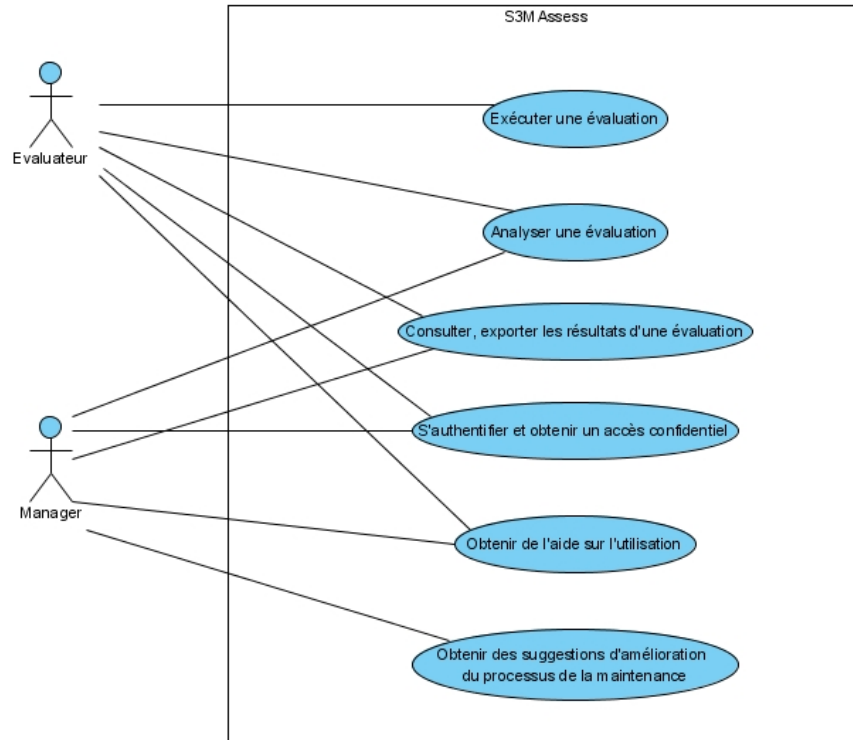 S3M Assess
Evaluateur
Exécuter une évaluation
Analyser une évaluation
Consulter, exporter les résultats d'une évaluation
S'authentifier et obtenir un accès confidentiel
Manager
Obtenir de l'aide sur l'utilisation
Obtenir des suggestions d'amélioration
du processus de la maintenance